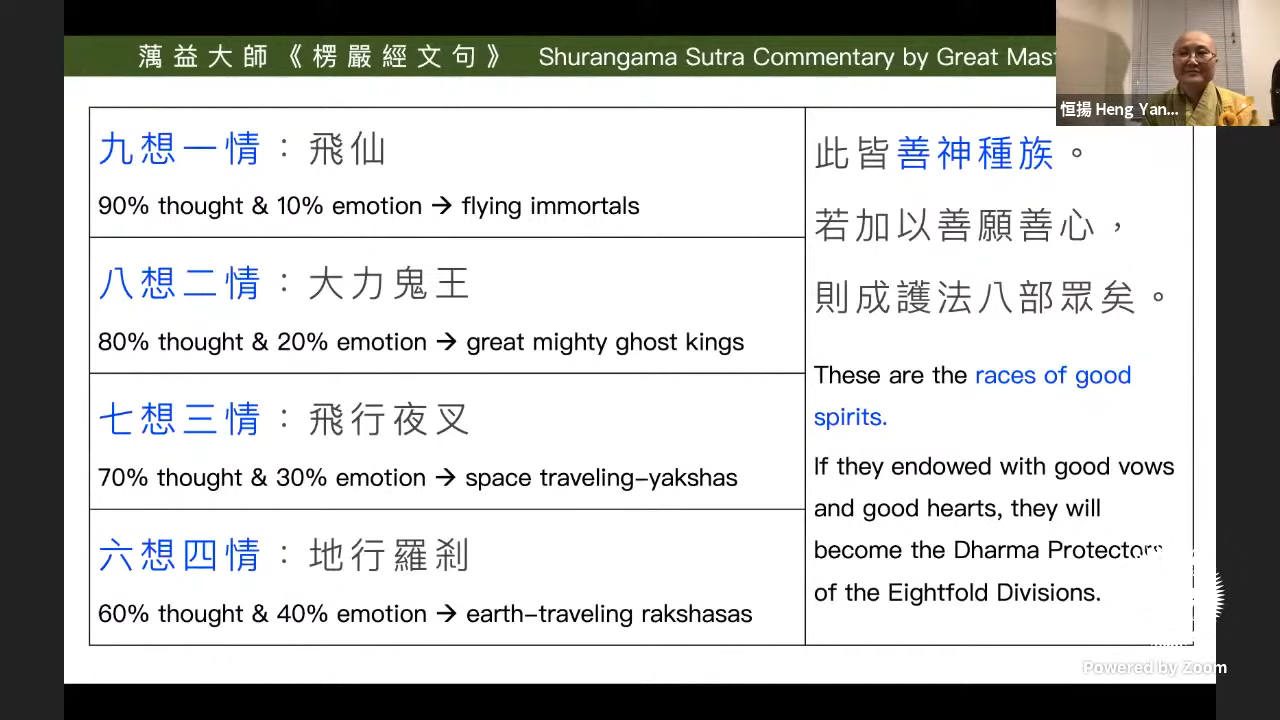 蕅益大師《楞嚴經文句》 Shurangama Sutra Commentary by Great Mast
恒揚 Heng Yan...
九想一情：飛仙
90% thought & 10% emotion → flying immortals
八想二情：大力鬼王
80% thought & 20% emotion → great mighty ghost kings
七想三情：飛行夜叉
70% thought & 30% emotion → space traveling-yakshas
六想四情：地行羅剎
60% thought & 40% emotion → earth-traveling rakshasas
此皆善神種族。
若加以善願善心，
則成護法八部眾矣。
These are the races of good
spirits.
If they endowed with good vows
and good hearts, they will
become the Dharma Protectors
of the Eightfold Divisions.
Powered by Zoom